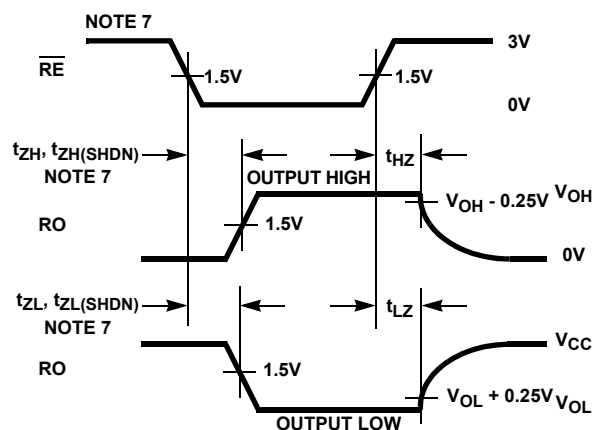 NOTE 7
3V
RE
1.5V
1.5V
0V
tZH, tZH(SHDN)
NOTE 7
tHZ
OUTPUT HIGH
VOH - 0.25V VOH
RO
1.5V
0V
tZL, tZL(SHDN)
NOTE 7
tLZ
VCC
RO
1.5V
VOL + 0.25V VOL
OUTPUT LOW